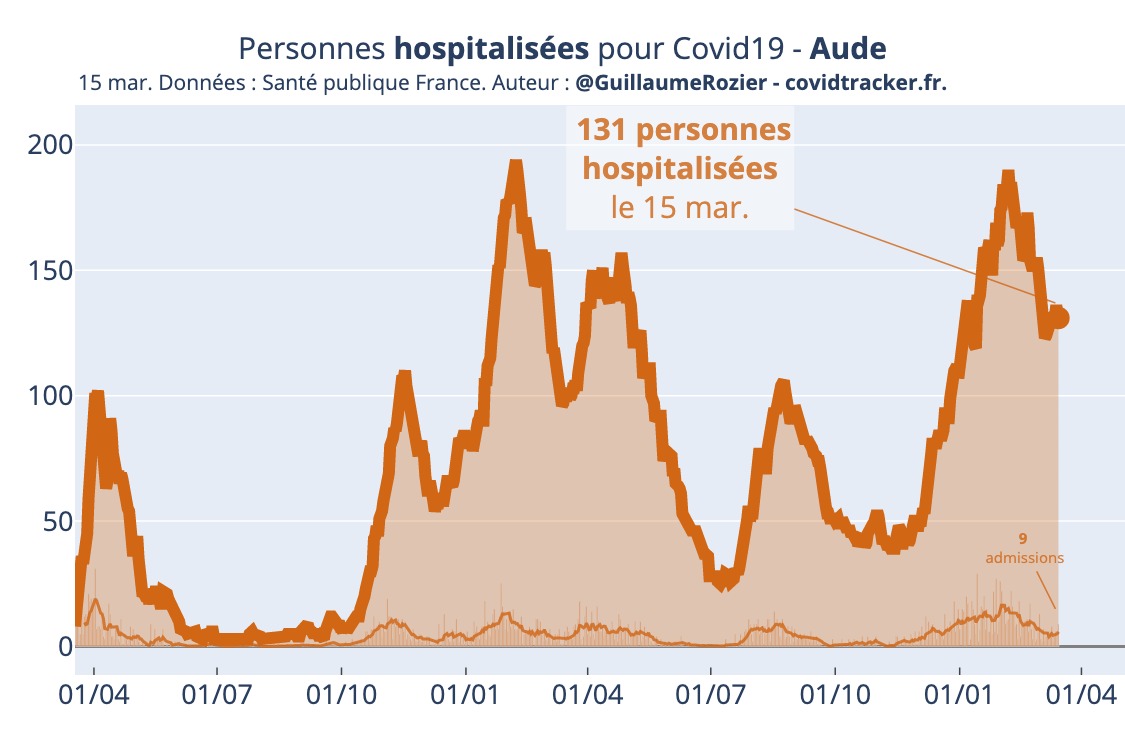 Personnes hospitalisées pour Covid19 - Aude
15 mar. Données : Santé publique France. Auteur : @GuillaumeRozier - covidtracker.fr.
131 personnes
hospitalisées
le 15 mar.
200
150
100
50
0
9
admissions
01/04 01/07 01/10 01/01 01/04 01/07 01/10 01/01 01/04